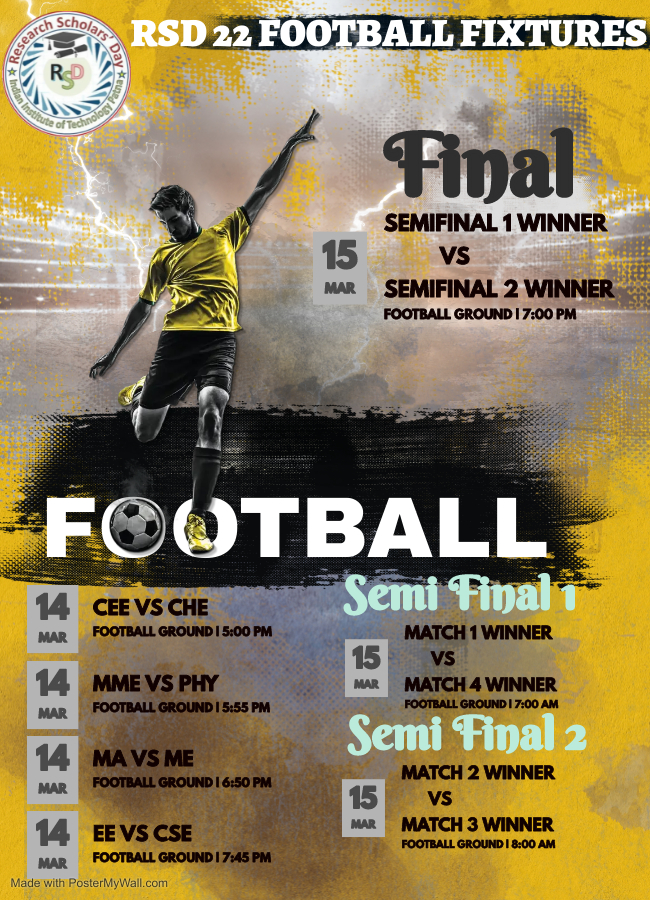 Research Scholars' Day
RSD
Indian Institute of Technology Patna
RSD 22 FOOTBALL FIXTURES
Final
15
MAR
SEMIFINAL 1 WINNER
VS
SEMIFINAL 2 WINNER
FOOTBALL GROUND | 7:00 PM
FOOTBALL
14
MAR
CEE VS CHE
FOOTBALL GROUND | 5:00 PM
14
MAR
MME VS PHY
FOOTBALL GROUND | 5:55 PM
14
MAR
MA VS ME
FOOTBALL GROUND | 6:50 PM
14
MAR
EE VS CSE
FOOTBALL GROUND | 7:45 PM
Semi Final 1
15
MAR
MATCH 1 WINNER
VS
MATCH 4 WINNER
FOOTBALL GROUND | 7:00 AM
Semi Final 2
15
MAR
MATCH 2 WINNER
VS
MATCH 3 WINNER
FOOTBALL GROUND | 8:00 AM
Made with PosterMyWall.com